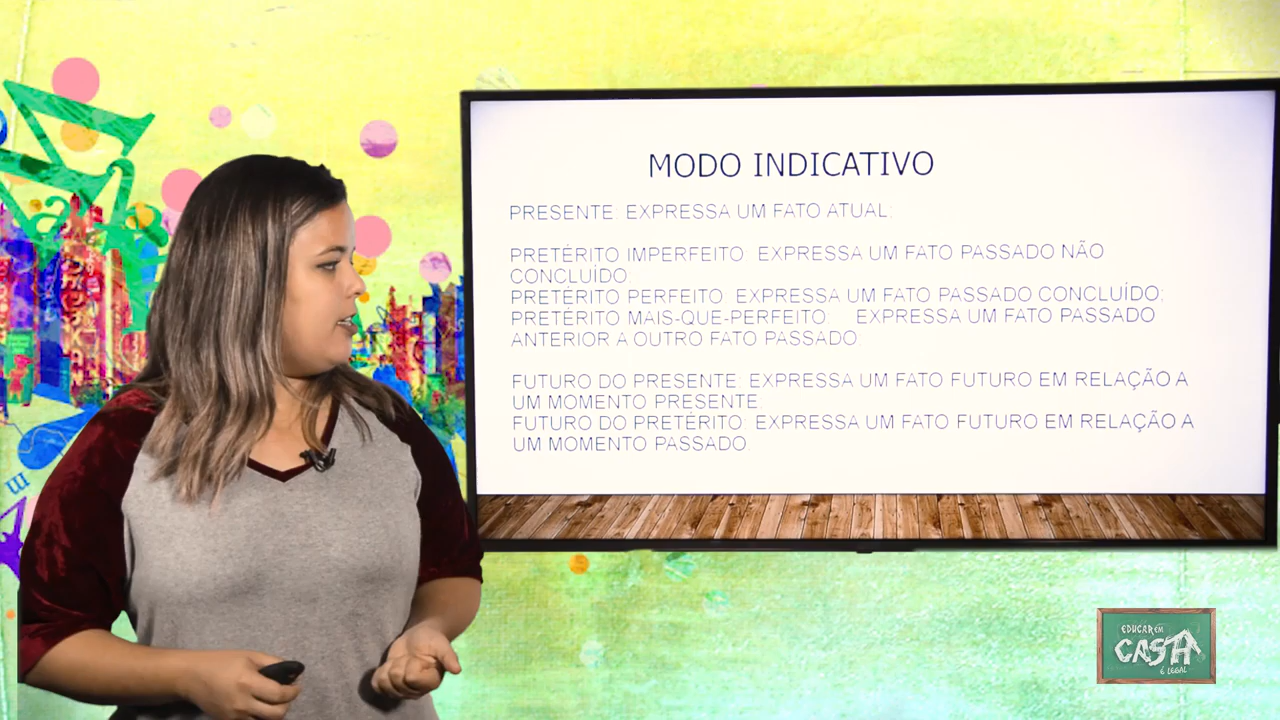 MODO INDICATIVO
PRESENTE: EXPRESSA UM FATO ATUAL;
PRETÉRITO IMPERFEITO: EXPRESSA UM FATO PASSADO NÃO
CONCLUÍDO;
PRETÉRITO PERFEITO: EXPRESSA UM FATO PASSADO CONCLUÍDO;
PRETÉRITO MAIS-QUE-PERFEITO: EXPRESSA UM FATO PASSADO
ANTERIOR A OUTRO FATO PASSADO.
FUTURO DO PRESENTE: EXPRESSA UM FATO FUTURO EM RELAÇÃO A
UM MOMENTO PRESENTE;
FUTURO DO PRETÉRITO: EXPRESSA UM FATO FUTURO EM RELAÇÃO A
UM MOMENTO PASSADO.
EDUCAR EM
CASA
É LEGAL